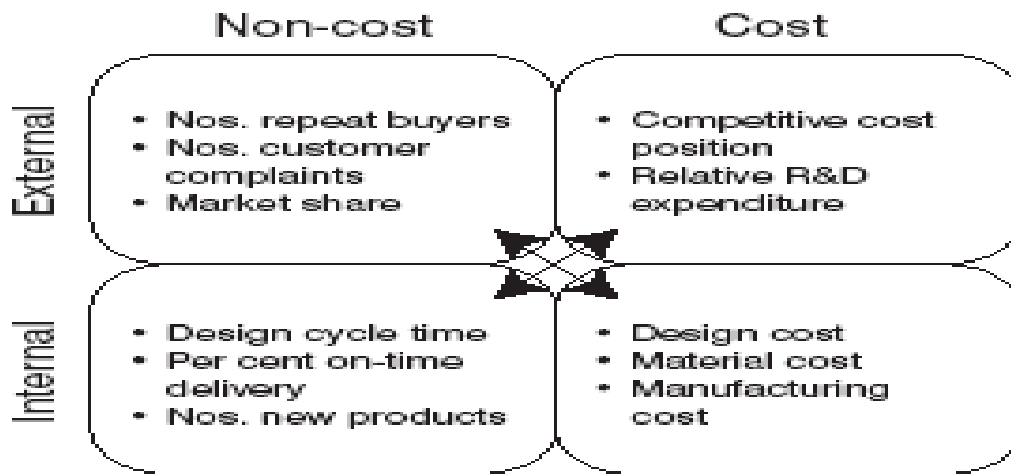 Non-cost
Cost
External
• Nos. repeat buyers
• Nos. customer
complaints
• Market share
• Competitive cost
position
• Relative R&D
expenditure
Internal
• Design cycle time
• Per cent on-time
delivery
• Nos. new products
• Design cost
• Material cost
• Manufacturing
cost